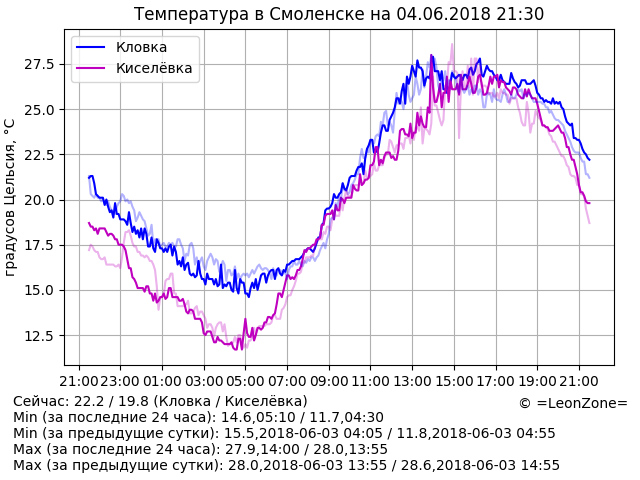 Температура в Смоленске на 04.06.2018 21:30
Кловка
Киселёвка
градусов Цельсия, °C
27.5
25.0
22.5
20.0
17.5
15.0
12.5
21:00 23:00 01:00 03:00 05:00 07:00 09:00 11:00 13:00 15:00 17:00 19:00 21:00
© =LeonZone=
Сейчас: 22.2 / 19.8 (Кловка / Киселёвка)
Min (за последние 24 часа): 14.6,05:10 / 11.7,04:30
Min (за предыдущие сутки): 15.5,2018-06-03 04:05 / 11.8,2018-06-03 04:55
Max (за последние 24 часа): 27.9,14:00 / 28.0,13:55
Max (за предыдущие сутки): 28.0,2018-06-03 13:55 / 28.6,2018-06-03 14:55